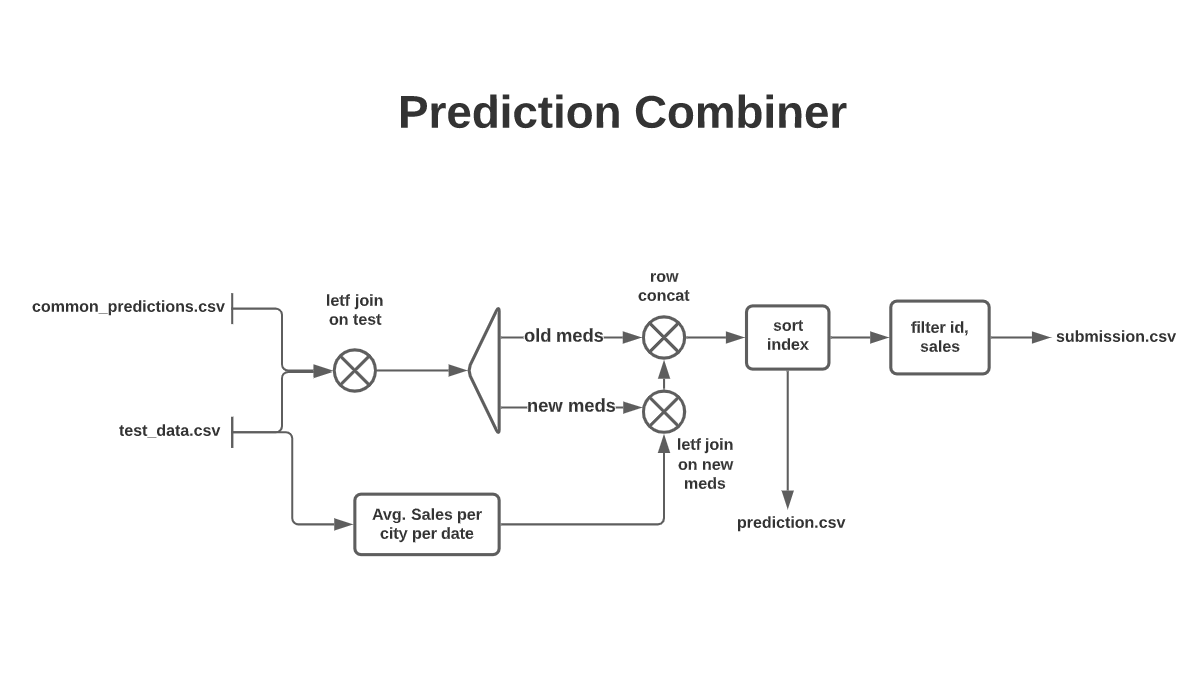 Prediction Combiner
common_predictions.csv
test_data.csv
letf join
on test
old meds
new meds
row
concat
letf join
on new
meds
Avg. Sales per
city per date
sort
index
filter id,
sales
submission.csv
prediction.csv